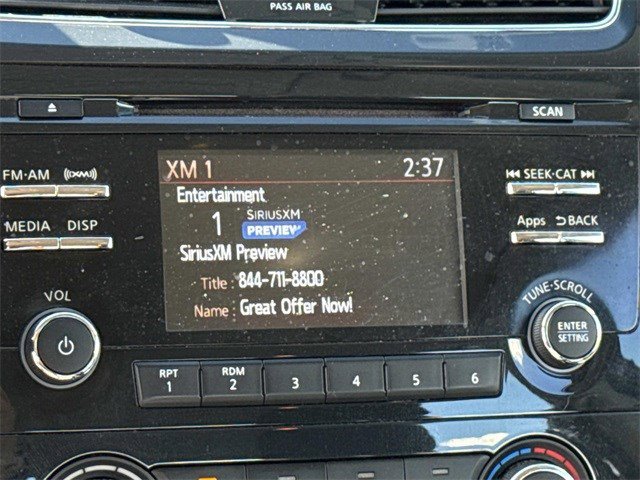 PASS AIR BAG
SCAN
XM 1 2:37
Entertainment
1 SIRIUSXM
PREVIEW
SiriusXM Preview
Title : 844-711-8800
Name : Great Offer Now!
FM·AM ((XM))
MEDIA DISP
VOL
SEEK·CAT
Apps BACK
TUNE·SCROLL
ENTER
SETTING
RPT RDM
1 2 3 4 5 6